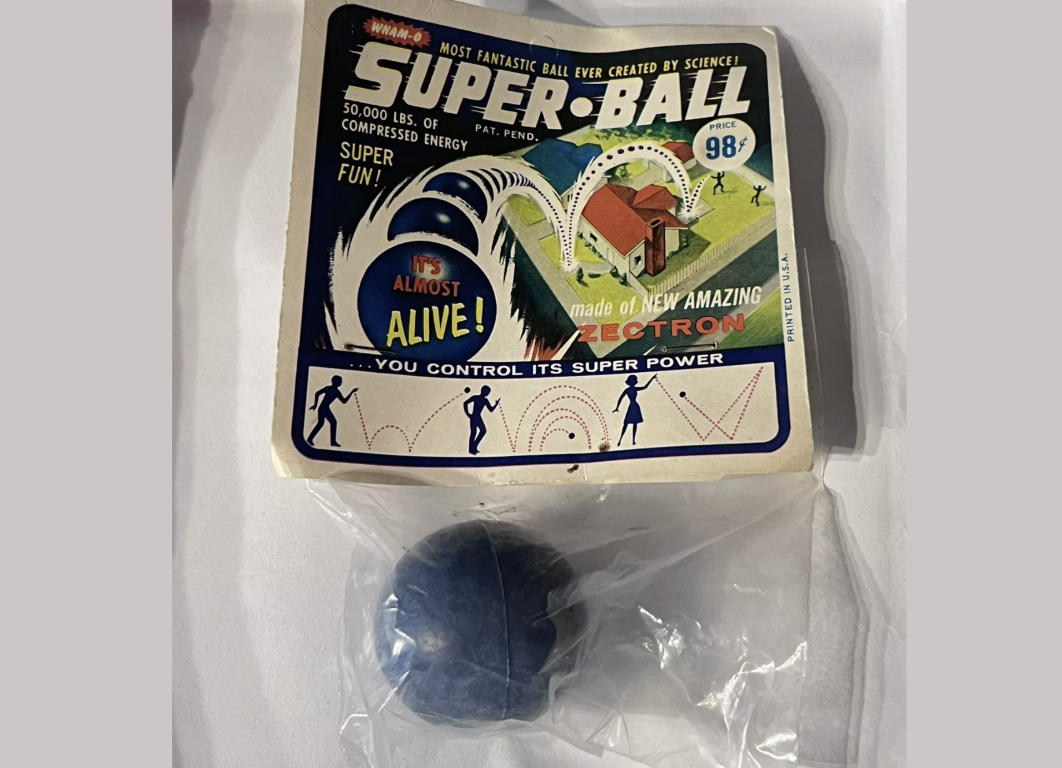 WHAM-O
MOST FANTASTIC BALL EVER CREATED BY SCIENCE!
SUPER•BALL
50,000 LBS. OF
COMPRESSED ENERGY
PAT. PEND.
PRICE
98¢
SUPER
FUN!
IT'S
ALMOST
ALIVE!
made of NEW AMAZING
ZECTRON
PRINTED IN U.S.A.
...YOU CONTROL ITS SUPER POWER